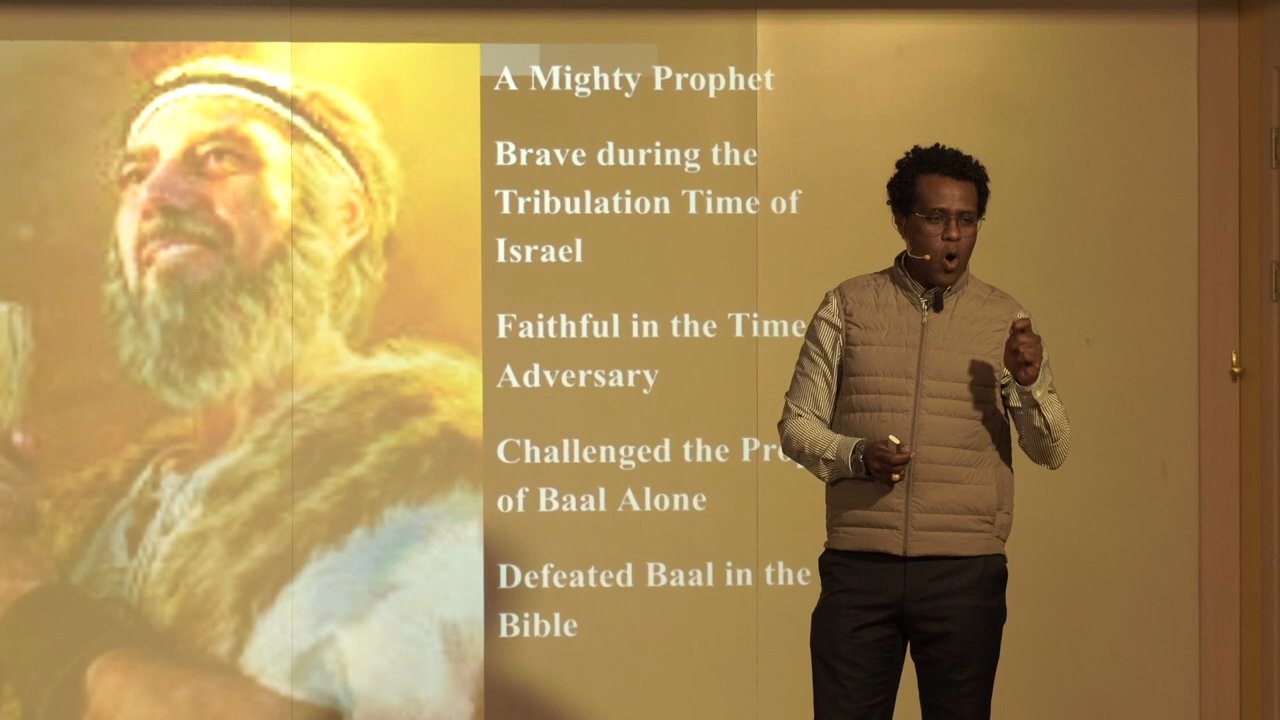 A Mighty Prophet
Brave during the
Tribulation Time of
Israel
Faithful in the Time
Adversary
Challenged the
of Baal Alone
Defeated Baal in the
Bible